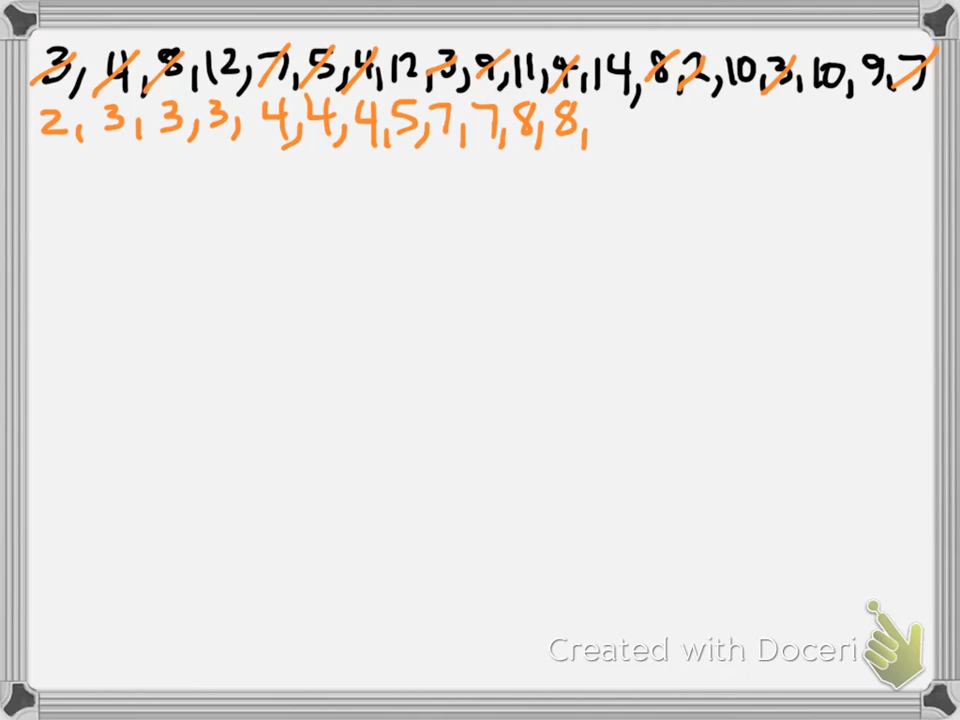 3, 4, 8, 12, 7, 5, 4, 12, 3, 9, 11, 4, 14, 8, 2, 10, 3, 10, 9, 7
2, 3, 3, 3, 4, 4, 4, 5, 7, 7, 8, 8,
Created with Doceri